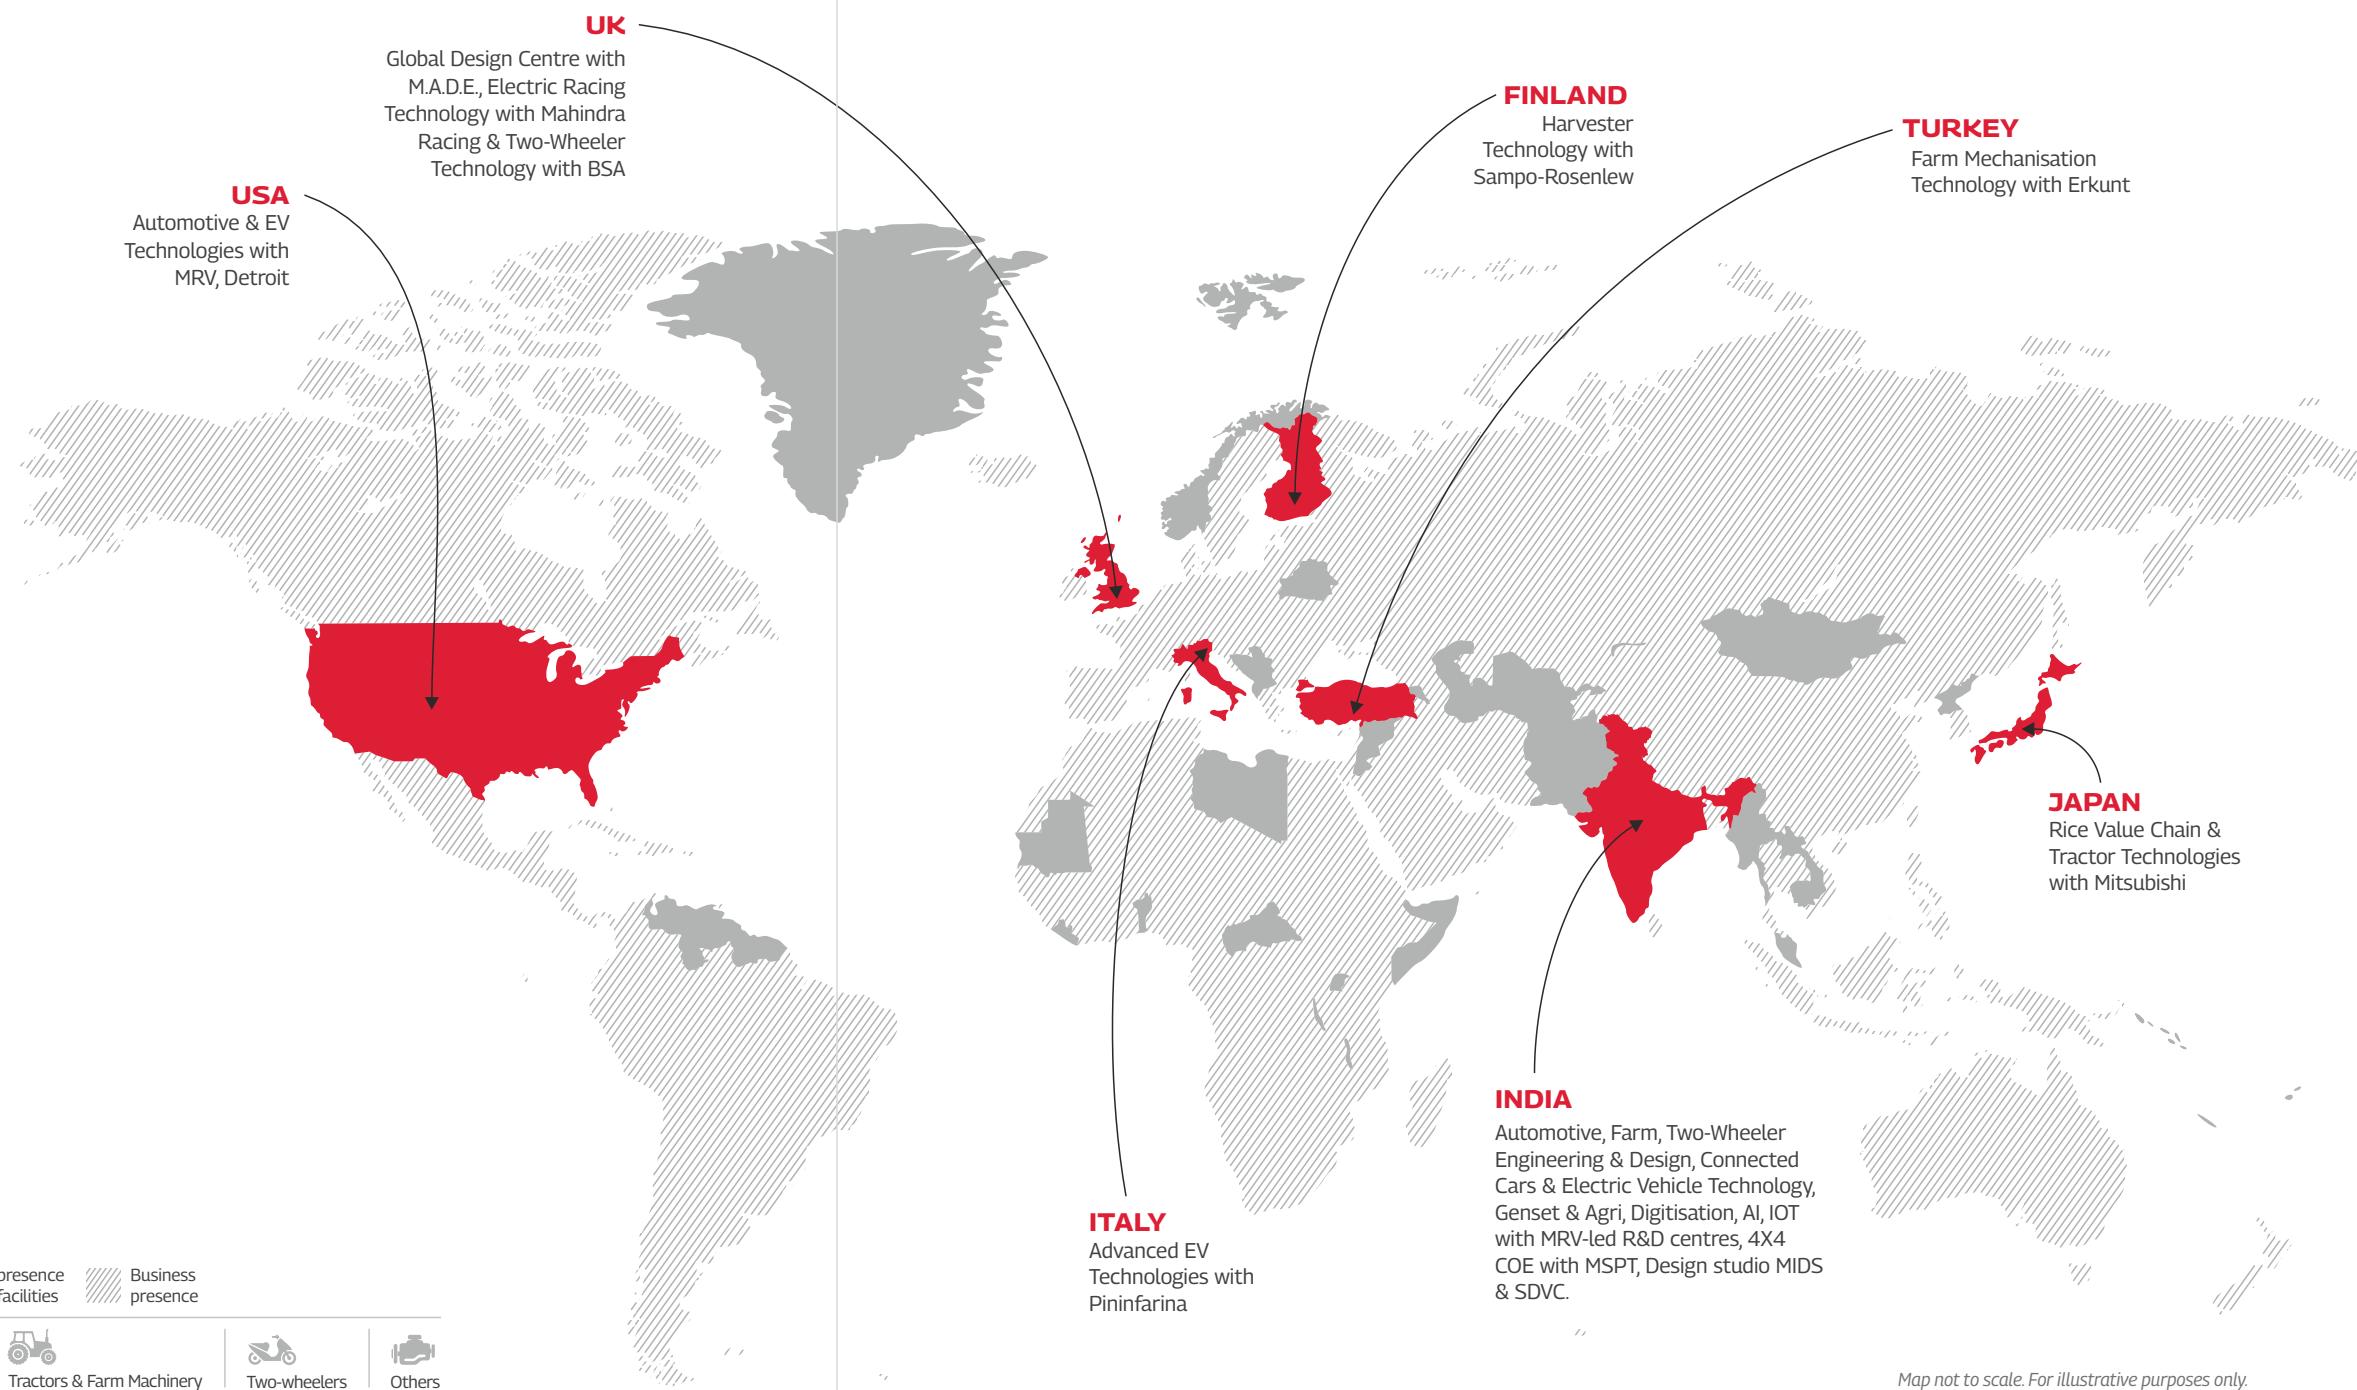 UK
Global Design Centre with
M.A.D.E., Electric Racing
Technology with Mahindra
Racing & Two-Wheeler
Technology with BSA
USA
Automotive & EV
Technologies with
MRV, Detroit
FINLAND
Harvester
Technology with
Sampo-Rosenlew
TURKEY
Farm Mechanisation
Technology with Erkunt
JAPAN
Rice Value Chain &
Tractor Technologies
with Mitsubishi
INDIA
Automotive, Farm, Two-Wheeler
Engineering & Design, Connected
Cars & Electric Vehicle Technology,
Genset & Agri, Digitisation, AI, IOT
with MRV-led R&D centres, 4X4
COE with MSPT, Design studio MIDS
& SDVC.
ITALY
Advanced EV
Technologies with
Pininfarina
presence
facilities
Business
presence
Tractors & Farm Machinery
Two-wheelers
Others
Map not to scale. For illustrative purposes only.